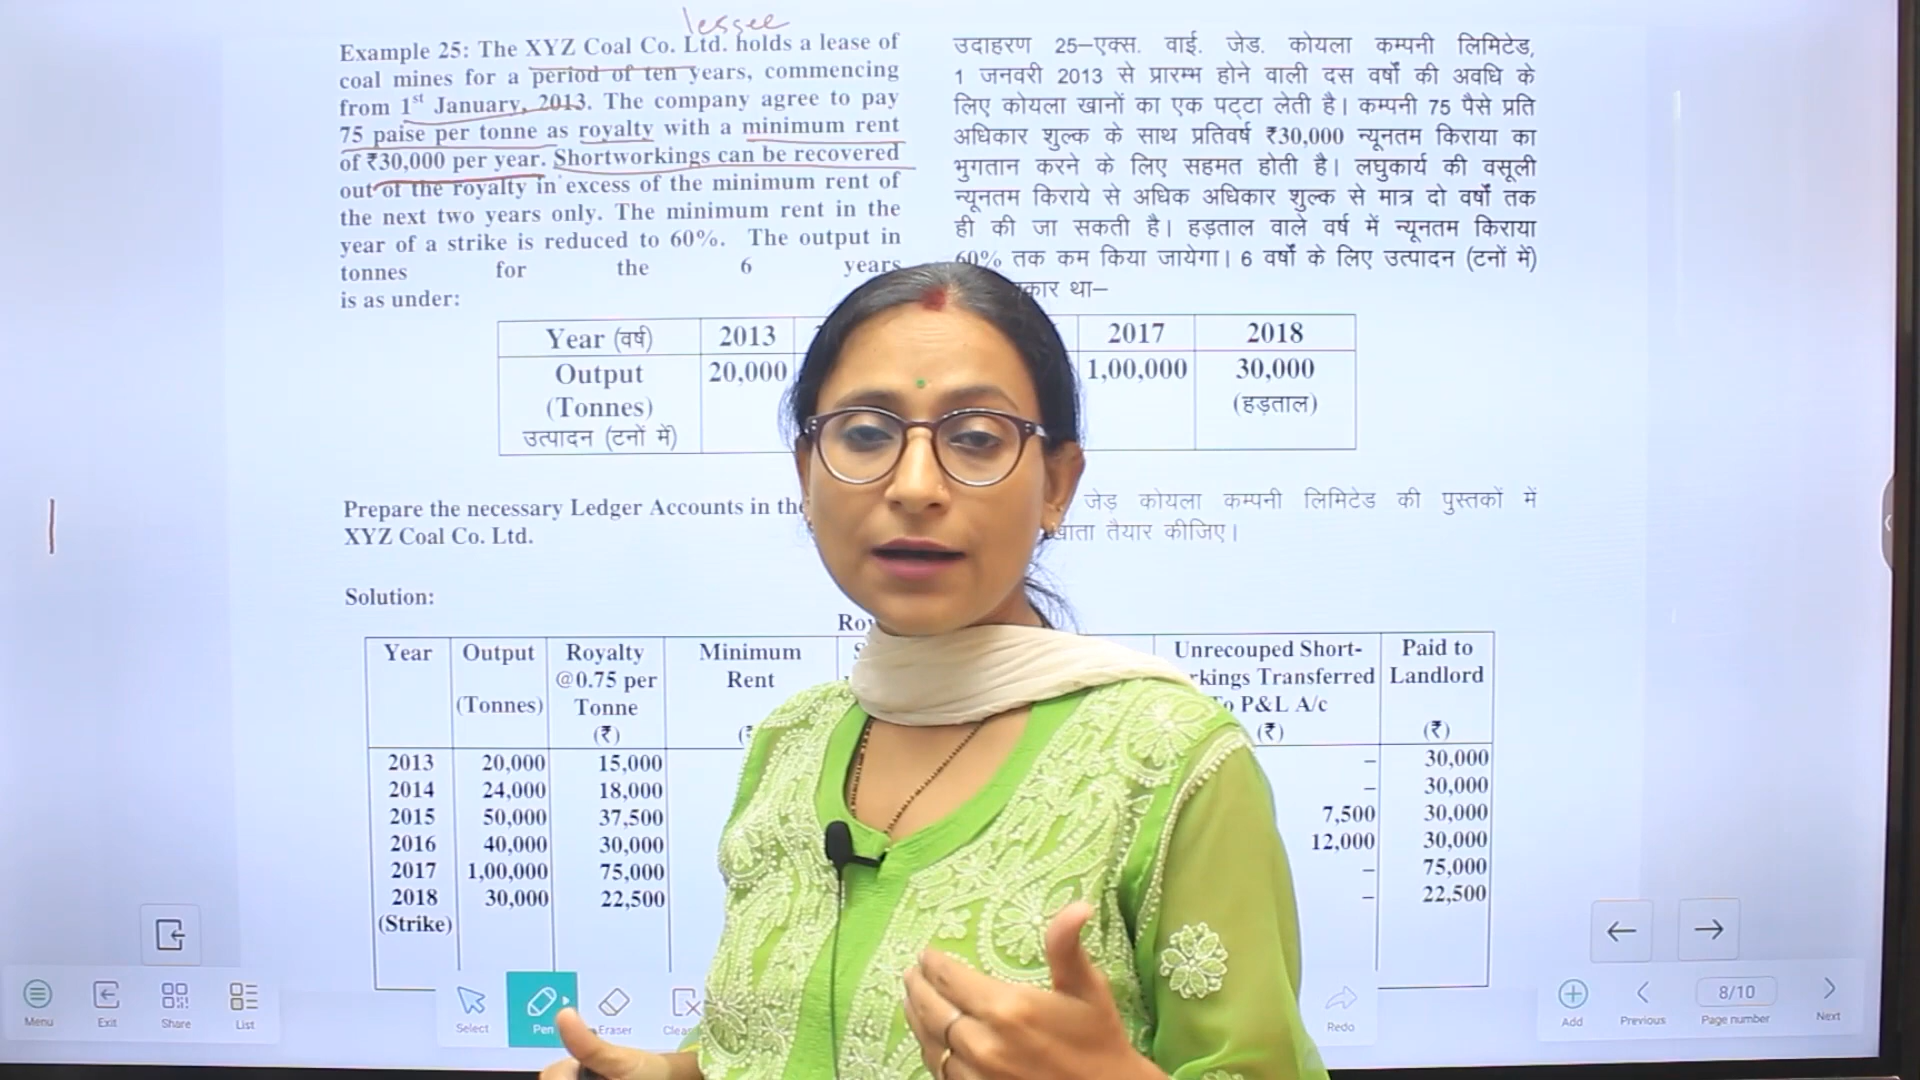 lessee
Example 25: The XYZ Coal Co. Ltd. holds a lease of
coal mines for a period of ten years, commencing
from 1st January, 2013. The company agree to pay
75 paise per tonne as royalty with a minimum rent
of ₹30,000 per year. Shortworkings can be recovered
out of the royalty in excess of the minimum rent of
the next two years only. The minimum rent in the
year of a strike is reduced to 60%. The output in
tonnes for the 6 years
is as under:
उदाहरण 25–एक्स. वाई. जेड. कोयला कम्पनी लिमिटेड,
1 जनवरी 2013 से प्रारम्भ होने वाली दस वर्षों की अवधि के
लिए कोयला खानों का एक पट्टा लेती है। कम्पनी 75 पैसे प्रति
अधिकार शुल्क के साथ प्रतिवर्ष ₹30,000 न्यूनतम किराया का
भुगतान करने के लिए सहमत होती है। लघुकार्य की वसूली
न्यूनतम किराये से अधिक अधिकार शुल्क से मात्र दो वर्षों तक
ही की जा सकती है। हड़ताल वाले वर्ष में न्यूनतम किराया
60% तक कम किया जायेगा। 6 वर्षों के लिए उत्पादन (टनों में)
था–
Year (वर्ष) 2013 2017 2018
Output 20,000 1,00,000 30,000
(Tonnes) (हड़ताल)
उत्पादन (टनों में)
Prepare the necessary Ledger Accounts in the
XYZ Coal Co. Ltd.
जेड़ कोयला कम्पनी लिमिटेड की पुस्तकों में
तैयार कीजिए।
Solution:
Year Output Royalty Minimum Unrecouped Short- Paid to
@0.75 per Rent Transferred Landlord
(Tonnes) Tonne P&L A/c
(₹) (₹) (₹)
2013 20,000 15,000 – 30,000
2014 24,000 18,000 – 30,000
2015 50,000 37,500 7,500 30,000
2016 40,000 30,000 12,000 30,000
2017 1,00,000 75,000 – 75,000
2018 30,000 22,500 – 22,500
(Strike)
Menu Exit Share List Select Pen Eraser Redo Add Previous 8/10 Page number Next